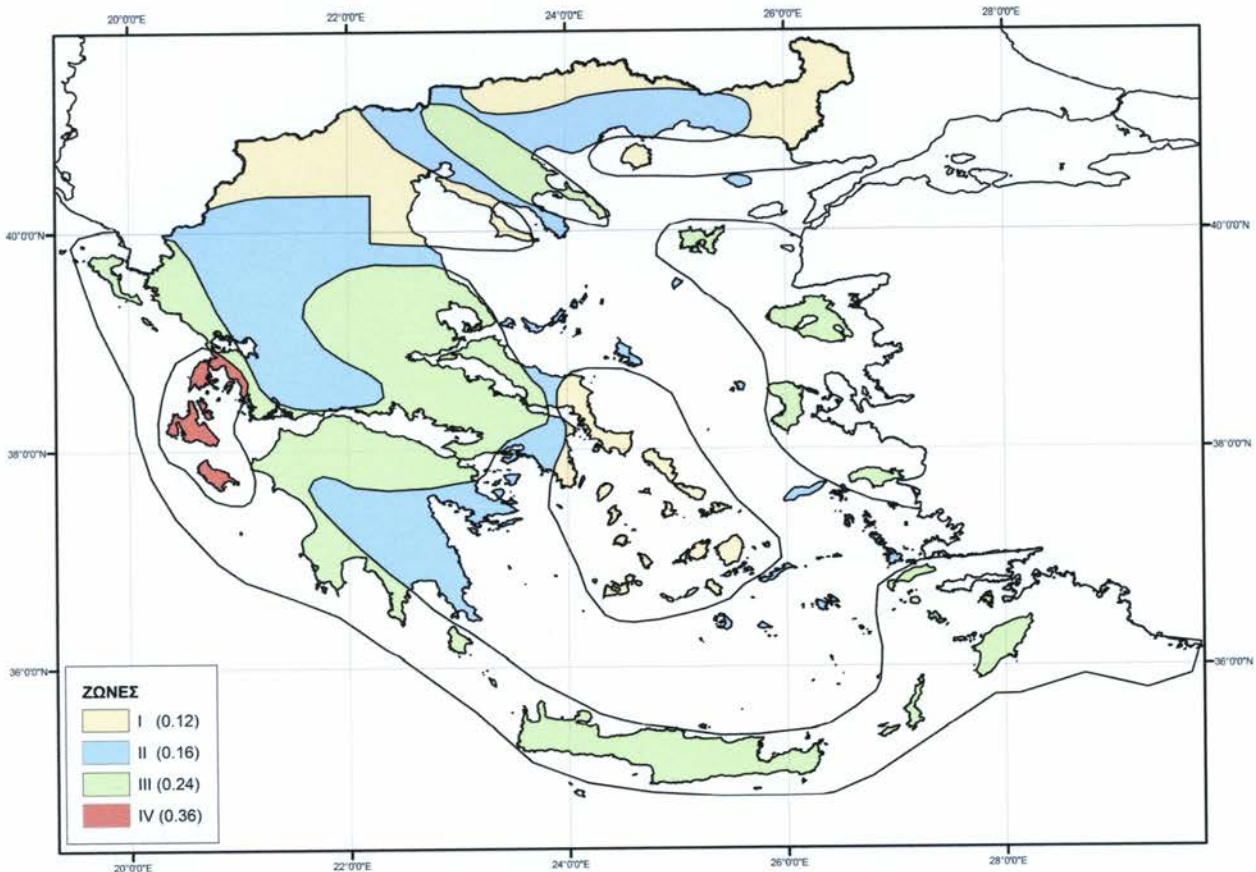 20°0'0"E 22°0'0"E 24°0'0"E 26°0'0"E 28°0'0"E
40°0'0"N 40°0'0"N
38°0'0"N 38°0'0"N
36°0'0"N 36°0'0"N
ΖΩΝΕΣ
I (0.12)
II (0.16)
III (0.24)
IV (0.36)
20°0'0"E 22°0'0"E 24°0'0"E 26°0'0"E 28°0'0"E